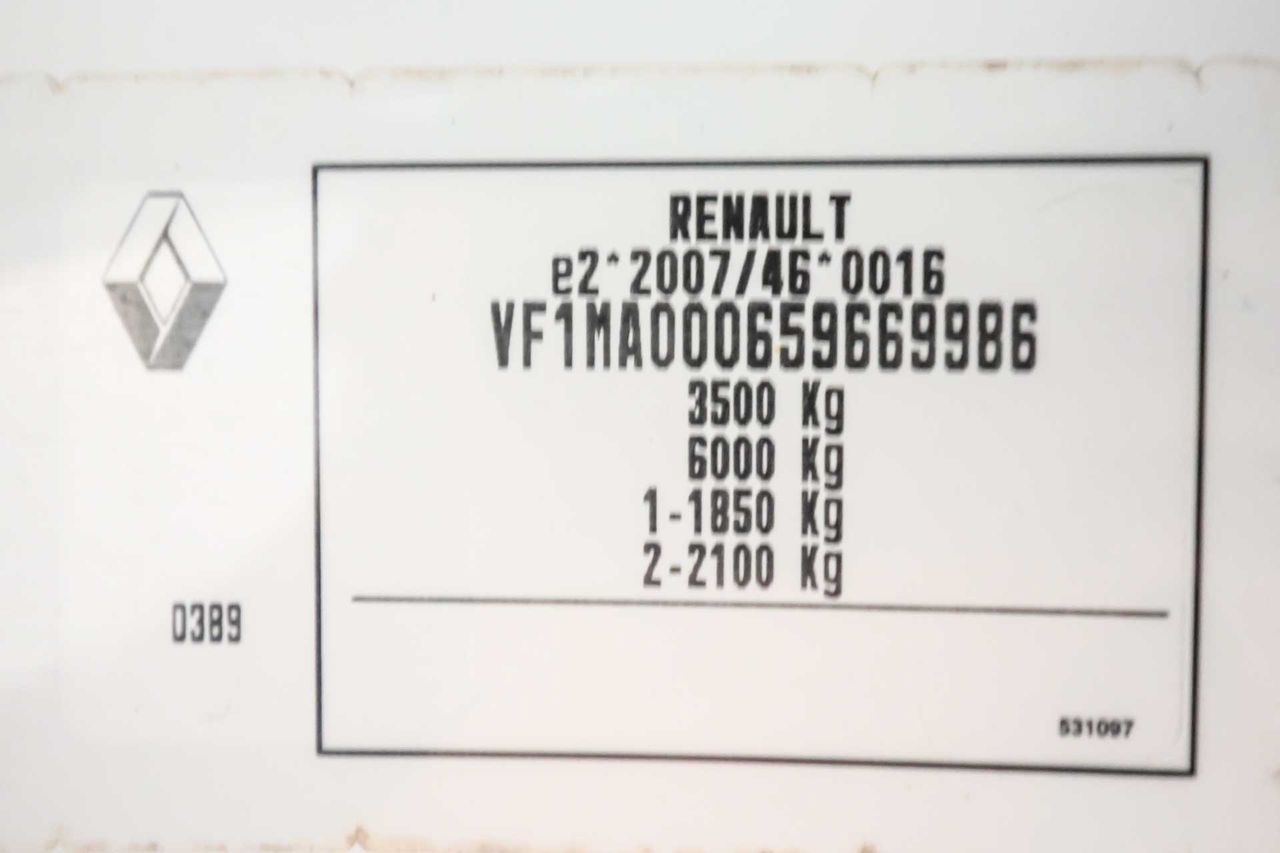 RENAULT
e2*2007/46*0016
VF1MA000659669986
3500 Kg
6000 Kg
1-1850 Kg
2-2100 Kg
0389
531097